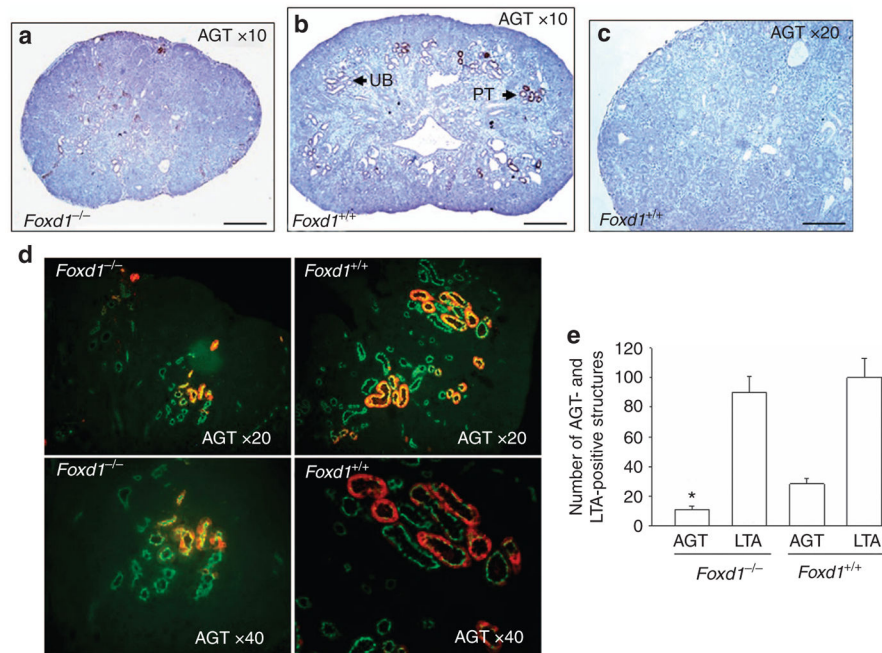 a
AGT ×10
Foxd1–/–
b
AGT ×10
UB
PT
Foxd1+/+
c
AGT ×20
Foxd1+/+
d
Foxd1–/–
AGT ×20
Foxd1+/+
AGT ×20
Foxd1–/–
AGT ×40
Foxd1+/+
AGT ×40
e
Number of AGT- and
LTA-positive structures
120
100
80
60
40
20
0
*
AGT LTA AGT LTA
Foxd1–/– Foxd1+/+